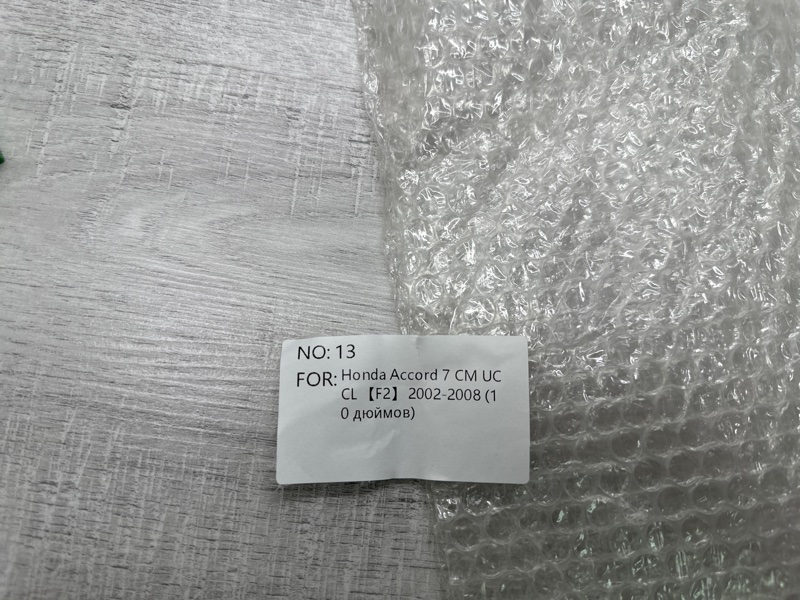 NO: 13
FOR: Honda Accord 7 CM UC
CL 【F2】 2002-2008 (1
0 дюймов)